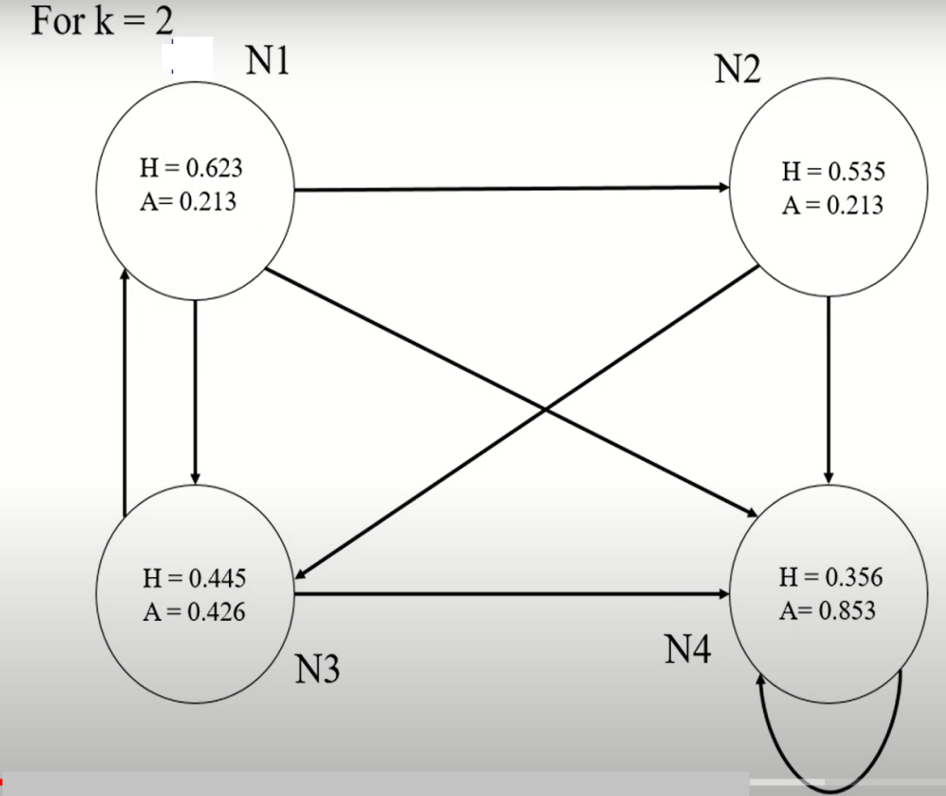 For k = 2
N1
N2
H = 0.623
A= 0.213
H = 0.535
A = 0.213
H = 0.445
A = 0.426
H = 0.356
A= 0.853
N4
N3